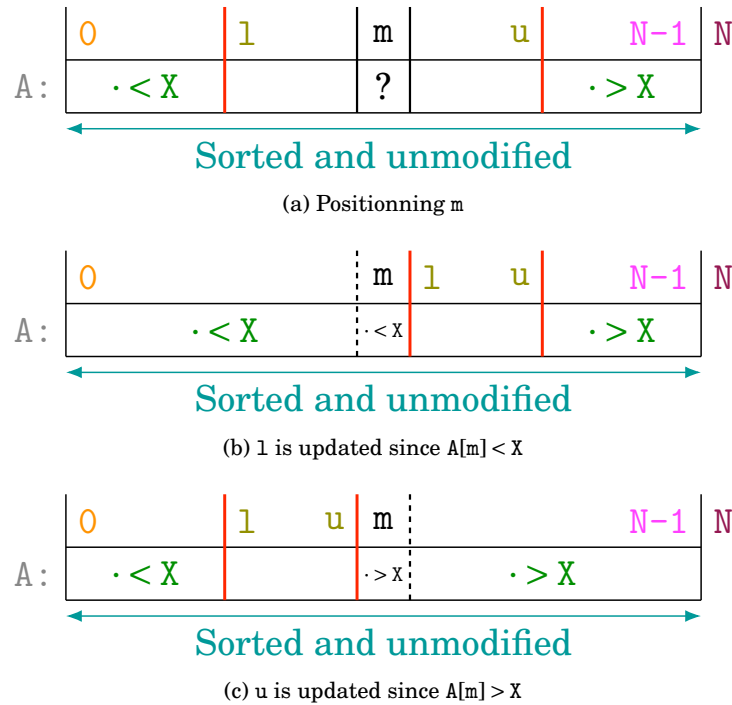 0 l m u N-1 N
A: · < X ? · > X
Sorted and unmodified
(a) Positionning m
0 m l u N-1 N
A: · < X · < X · > X
Sorted and unmodified
(b) l is updated since A[m] < X
0 l u m N-1 N
A: · < X · > X · > X
Sorted and unmodified
(c) u is updated since A[m] > X